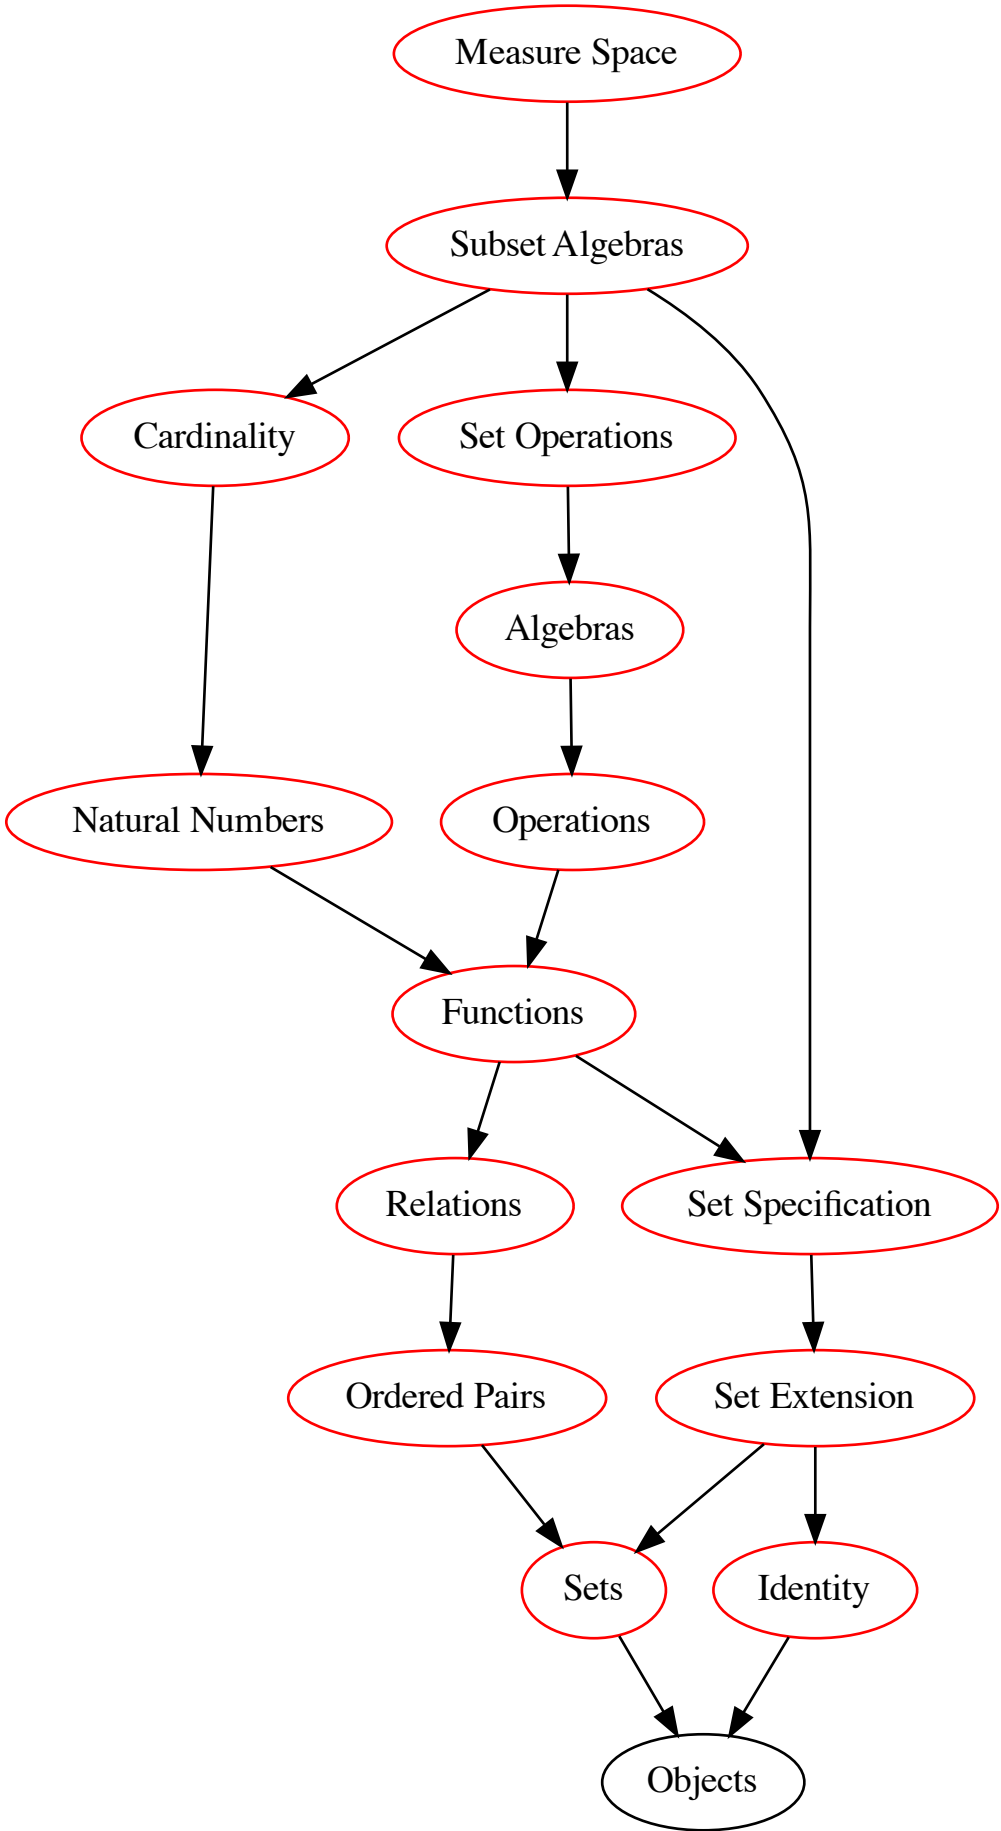 Measure Space
Subset Algebras
Cardinality
Set Operations
Algebras
Natural Numbers
Operations
Functions
Relations
Set Specification
Ordered Pairs
Set Extension
Sets
Identity
Objects